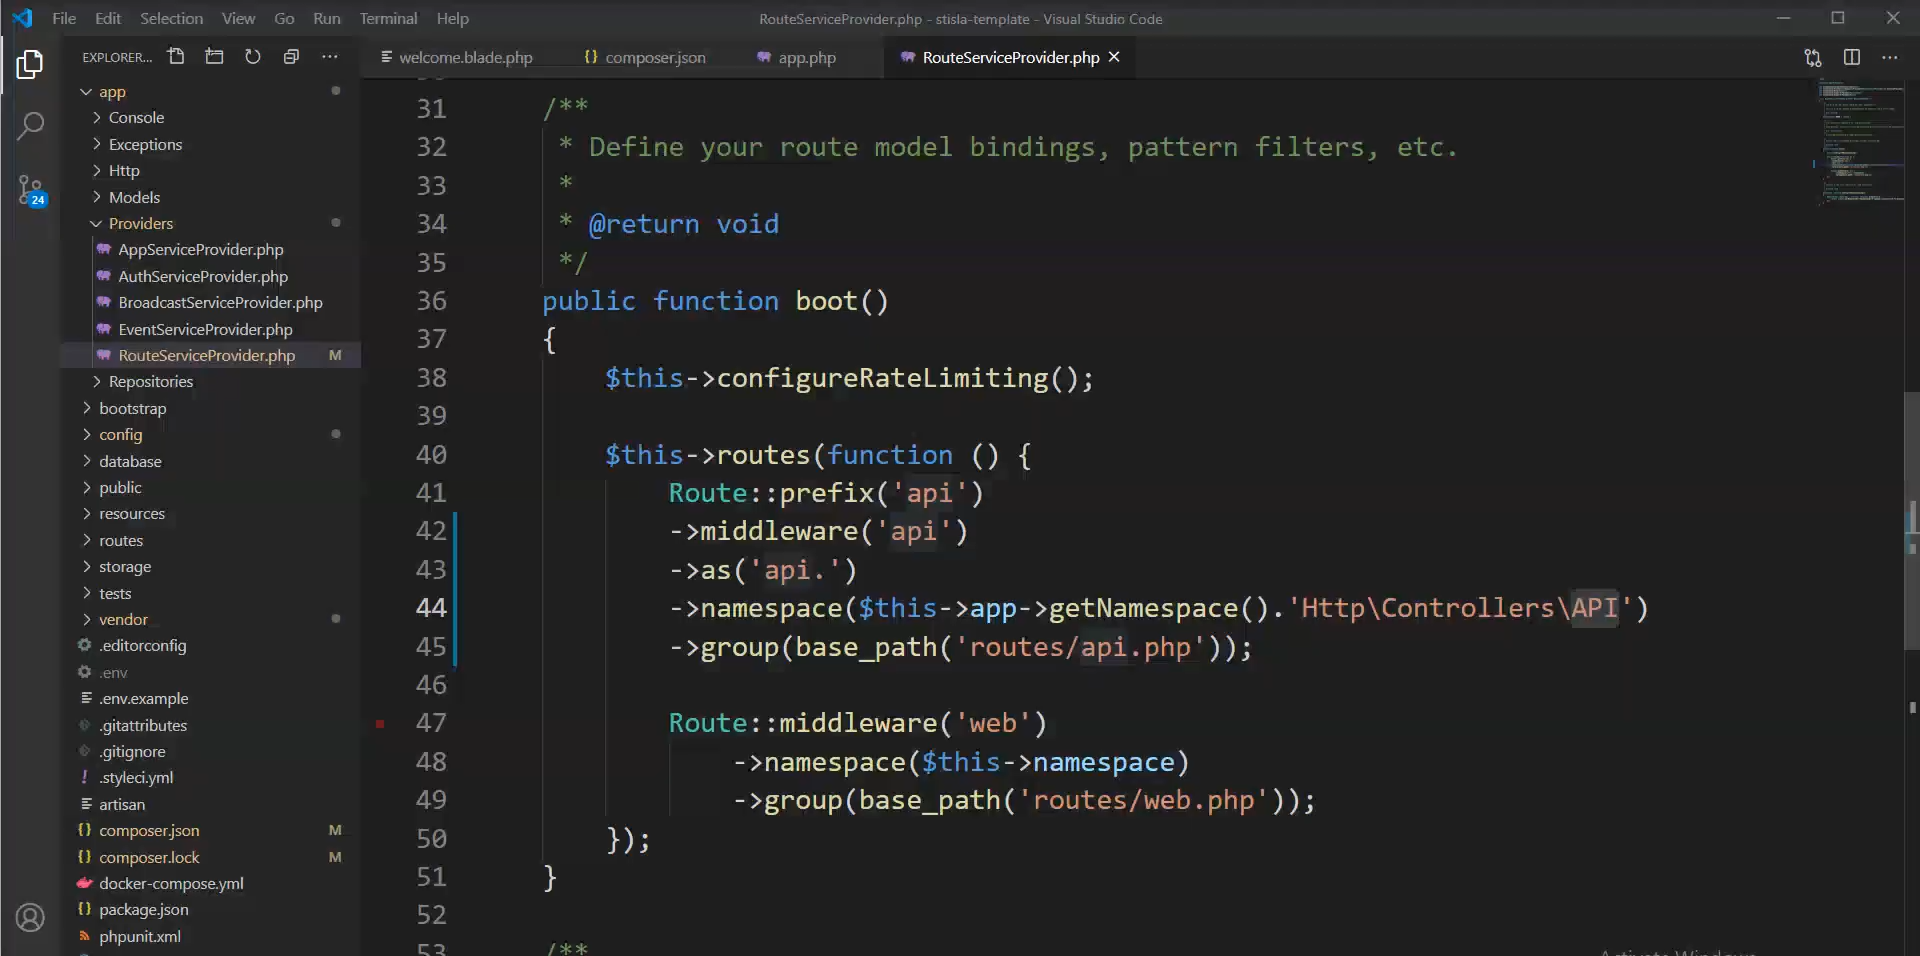 File Edit Selection View Go Run Terminal Help
RouteServiceProvider.php - stisla-template - Visual Studio Code
EXPLORER...
welcome.blade.php
composer.json
app.php
RouteServiceProvider.php
24
app
Console
Exceptions
Http
Models
Providers
AppServiceProvider.php
AuthServiceProvider.php
BroadcastServiceProvider.php
EventServiceProvider.php
RouteServiceProvider.php M
Repositories
bootstrap
config
database
public
resources
routes
storage
tests
vendor
.editorconfig
.env
.env.example
.gitattributes
.gitignore
.styleci.yml
artisan
composer.json M
composer.lock M
docker-compose.yml
package.json
phpunit.xml
31 /**
32 * Define your route model bindings, pattern filters, etc.
33 *
34 * @return void
35 */
36 public function boot()
37 {
38 $this->configureRateLimiting();
39
40 $this->routes(function () {
41 Route::prefix('api')
42 ->middleware('api')
43 ->as('api.')
44 ->namespace($this->app->getNamespace().'Http\Controllers\API')
45 ->group(base_path('routes/api.php'));
46
47 Route::middleware('web')
48 ->namespace($this->namespace)
49 ->group(base_path('routes/web.php'));
50 });
51 }
52
53 /**
Activate Windows